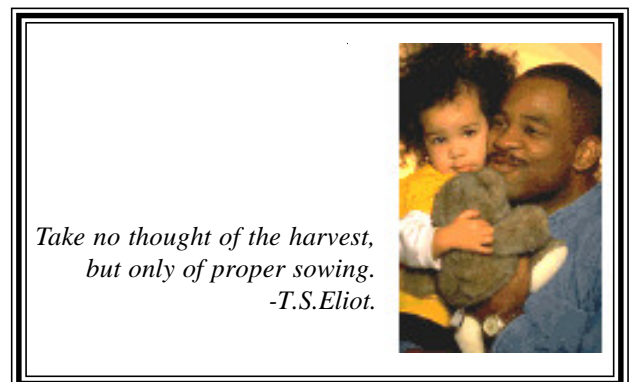 Take no thought of the harvest,
but only of proper sowing.
-T.S.Eliot.